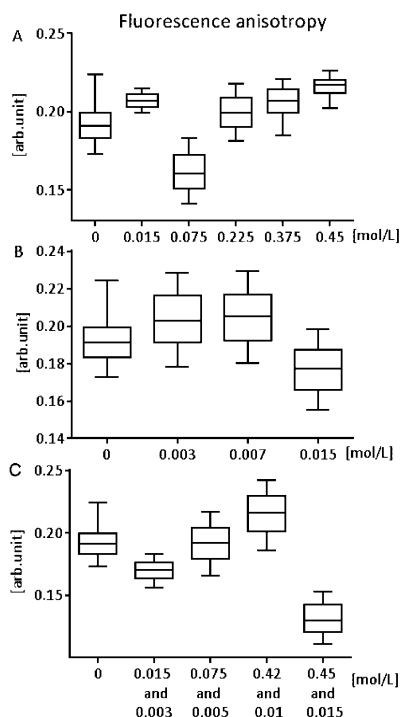 Fluorescence anisotropy
A
0.25
0.20
0.15
[arb.unit]
0 0.015 0.075 0.225 0.375 0.45 [mol/L]
B
0.24
0.22
0.20
0.18
0.16
0.14
[arb.unit]
0 0.003 0.007 0.015 [mol/L]
C
0.25
0.20
0.15
[arb.unit]
0 0.015 0.075 0.42 0.45 [mol/L]
and and and and
0.003 0.005 0.01 0.015